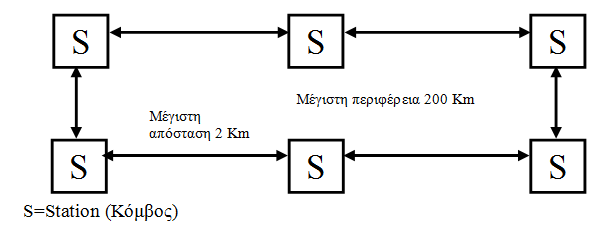 S S S
Μέγιστη περιφέρεια 200 Km
Μέγιστη
απόσταση 2 Km
S S S
S=Station (Κόμβος)